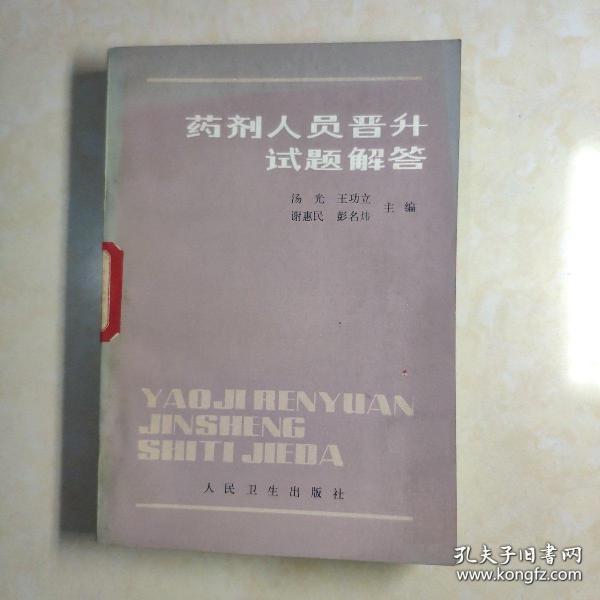 药剂人员晋升
试题解答
汤光 王功立
谢惠民 彭名炜 主编
YAOJI RENYUAN
JINSHENG
SHITI JIEDA
人民卫生出版社
孔夫子旧书网
www.kongfz.com